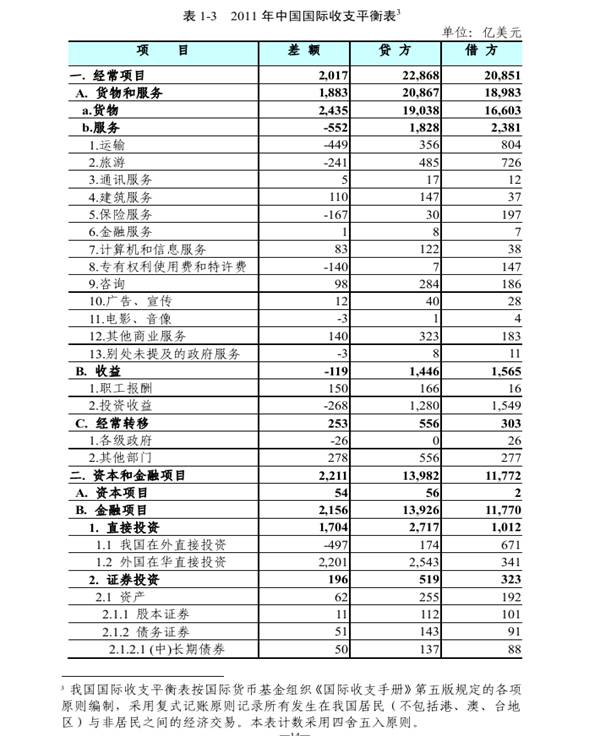 表 1-3 2011 年中国国际收支平衡表3
单位：亿美元
项 目 差 额 贷 方 借 方
一. 经常项目 2,017 22,868 20,851
A. 货物和服务 1,883 20,867 18,983
a.货物 2,435 19,038 16,603
b.服务 -552 1,828 2,381
1.运输 -449 356 804
2.旅游 -241 485 726
3.通讯服务 5 17 12
4.建筑服务 110 147 37
5.保险服务 -167 30 197
6.金融服务 1 8 7
7.计算机和信息服务 83 122 38
8.专有权利使用费和特许费 -140 7 147
9.咨询 98 284 186
10.广告、宣传 12 40 28
11.电影、音像 -3 1 4
12.其他商业服务 140 323 183
13.别处未提及的政府服务 -3 8 11
B. 收益 -119 1,446 1,565
1.职工报酬 150 166 16
2.投资收益 -268 1,280 1,549
C. 经常转移 253 556 303
1.各级政府 -26 0 26
2.其他部门 278 556 277
二. 资本和金融项目 2,211 13,982 11,772
A. 资本项目 54 56 2
B. 金融项目 2,156 13,926 11,770
1. 直接投资 1,704 2,717 1,012
1.1 我国在外直接投资 -497 174 671
1.2 外国在华直接投资 2,201 2,543 341
2. 证券投资 196 519 323
2.1 资产 62 255 192
2.1.1 股本证券 11 112 101
2.1.2 债务证券 51 143 91
2.1.2.1 (中)长期债券 50 137 88
3 我国国际收支平衡表按国际货币基金组织《国际收支手册》第五版规定的各项
原则编制，采用复式记账原则记录所有发生在我国居民（不包括港、澳、台地
区）与非居民之间的经济交易。本表计数采用四舍五入原则。
—14—